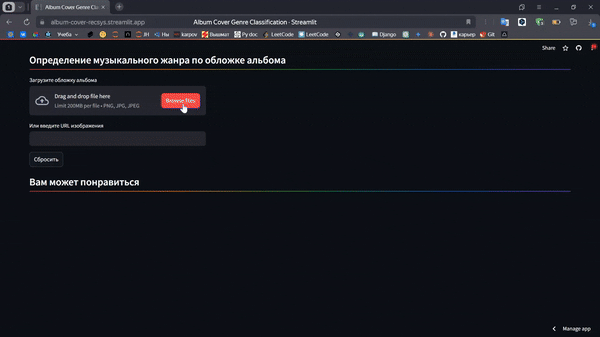 Album Cover Genre Clas
album-cover-recsys.streamlit.app
Album Cover Genre Classification · Streamlit
Учеба
JH
Ны
karpov
Вышмат
Py doc
LeetCode
LeetCode
Django
карьер
Git
Share
Определение музыкального жанра по обложке альбома
Загрузите обложку альбома
Drag and drop file here
Limit 200MB per file • PNG, JPG, JPEG
Browse files
Или введите URL изображения
Сбросить
Вам может понравиться
Manage app